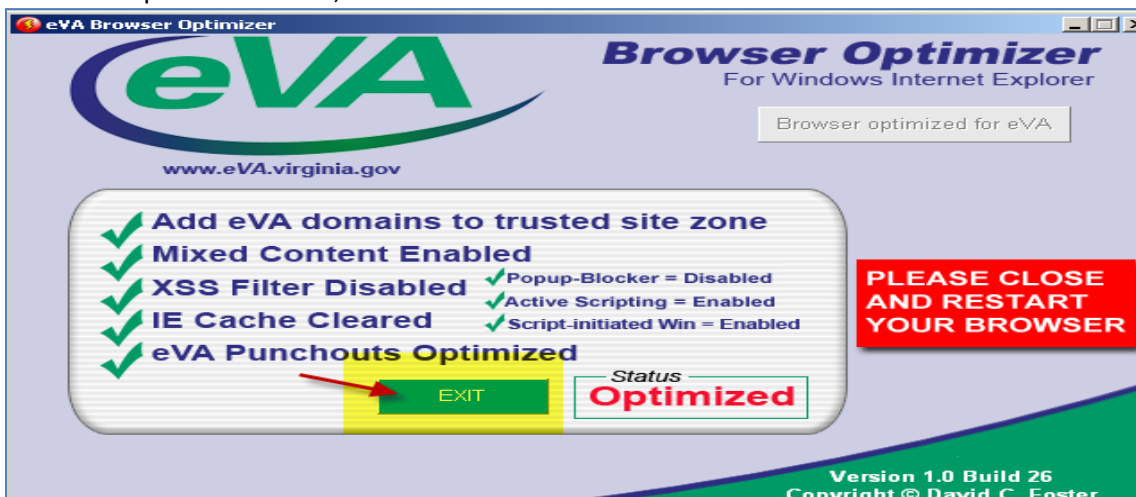 eVA Browser Optimizer
eVA
Browser Optimizer
For Windows Internet Explorer
Browser optimized for eVA
www.eVA.virginia.gov
Add eVA domains to trusted site zone
Mixed Content Enabled
XSS Filter Disabled
IE Cache Cleared
eVA Punchouts Optimized
Popup-Blocker = Disabled
Active Scripting = Enabled
Script-initiated Win = Enabled
PLEASE CLOSE
AND RESTART
YOUR BROWSER
EXIT
Status
Optimized
Version 1.0 Build 26
Copyright © David C. Foster